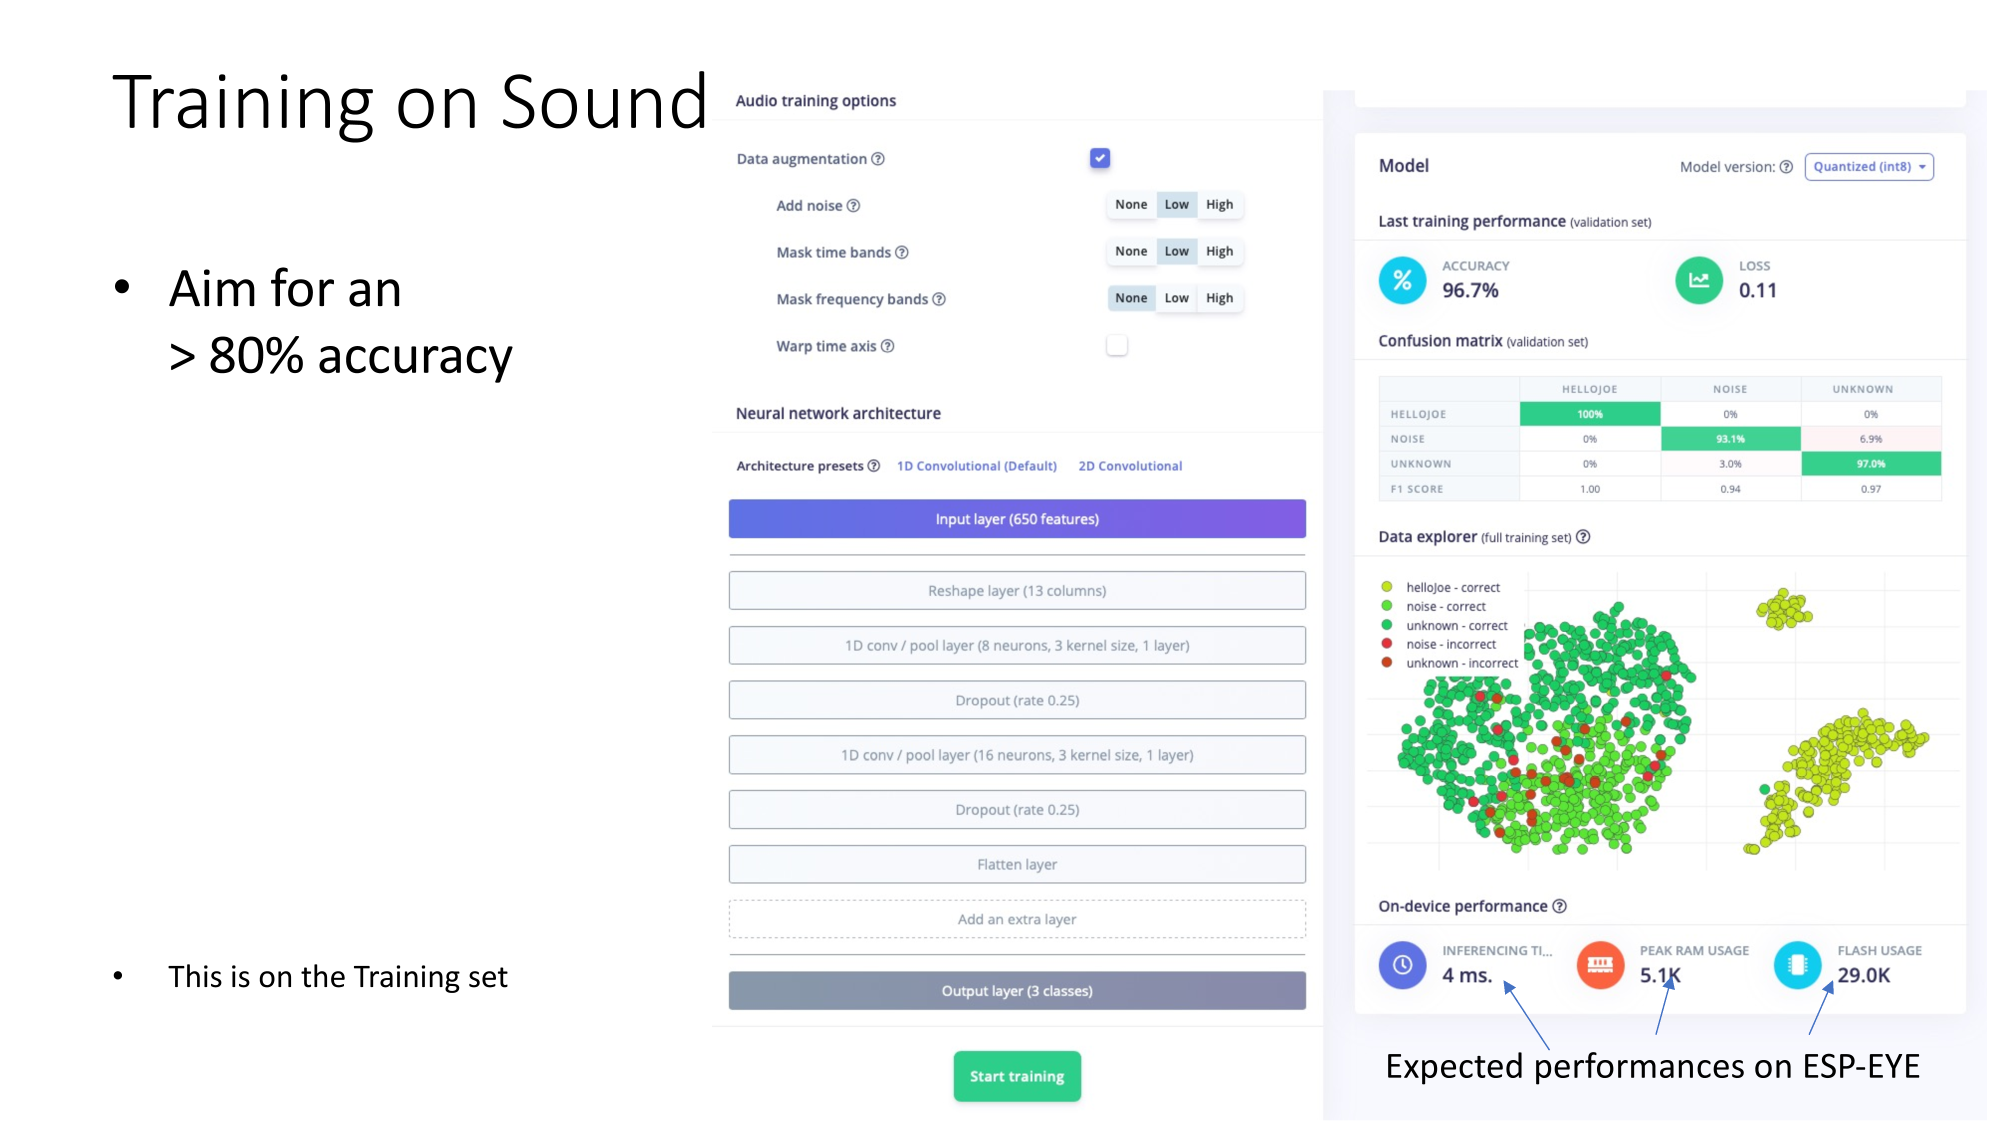 Training on Sound
• Aim for an
> 80% accuracy
• This is on the Training set
Audio training options
Data augmentation
Add noise None Low High
Mask time bands None Low High
Mask frequency bands None Low High
Warp time axis
Neural network architecture
Architecture presets 1D Convolutional (Default) 2D Convolutional
Input layer (650 features)
Reshape layer (13 columns)
1D conv / pool layer (8 neurons, 3 kernel size, 1 layer)
Dropout (rate 0.25)
1D conv / pool layer (16 neurons, 3 kernel size, 1 layer)
Dropout (rate 0.25)
Flatten layer
Add an extra layer
Output layer (3 classes)
Start training
Model Model version: Quantized (int8)
Last training performance (validation set)
% ACCURACY LOSS
96.7% 0.11
Confusion matrix (validation set)
HELLOJOE NOISE UNKNOWN
HELLOJOE 100% 0% 0%
NOISE 0% 93.1% 6.9%
UNKNOWN 0% 3.0% 97.0%
F1 SCORE 1.00 0.94 0.97
Data explorer (full training set)
helloJoe - correct
noise - correct
unknown - correct
noise - incorrect
unknown - incorrect
On-device performance
INFERENCING TI... PEAK RAM USAGE FLASH USAGE
4 ms. 5.1K 29.0K
Expected performances on ESP-EYE